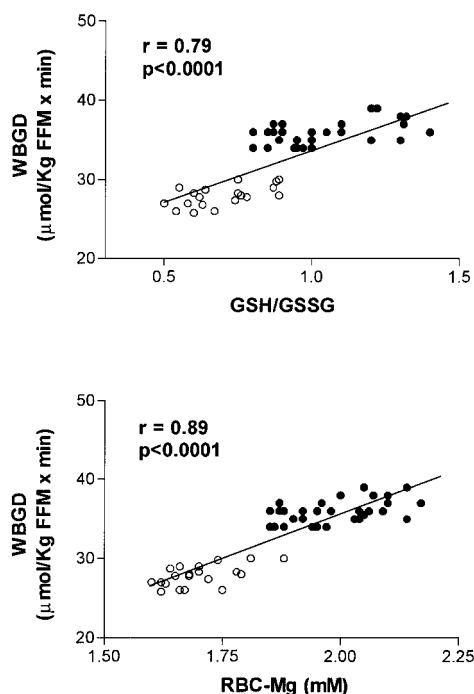 r = 0.79
p<0.0001
WBGD
(μmol/Kg FFM x min)
50
40
30
20
0.5
1.0
1.5
GSH/GSSG
r = 0.89
p<0.0001
WBGD
(μmol/Kg FFM x min)
50
40
30
20
1.50
1.75
2.00
2.25
RBC-Mg (mM)